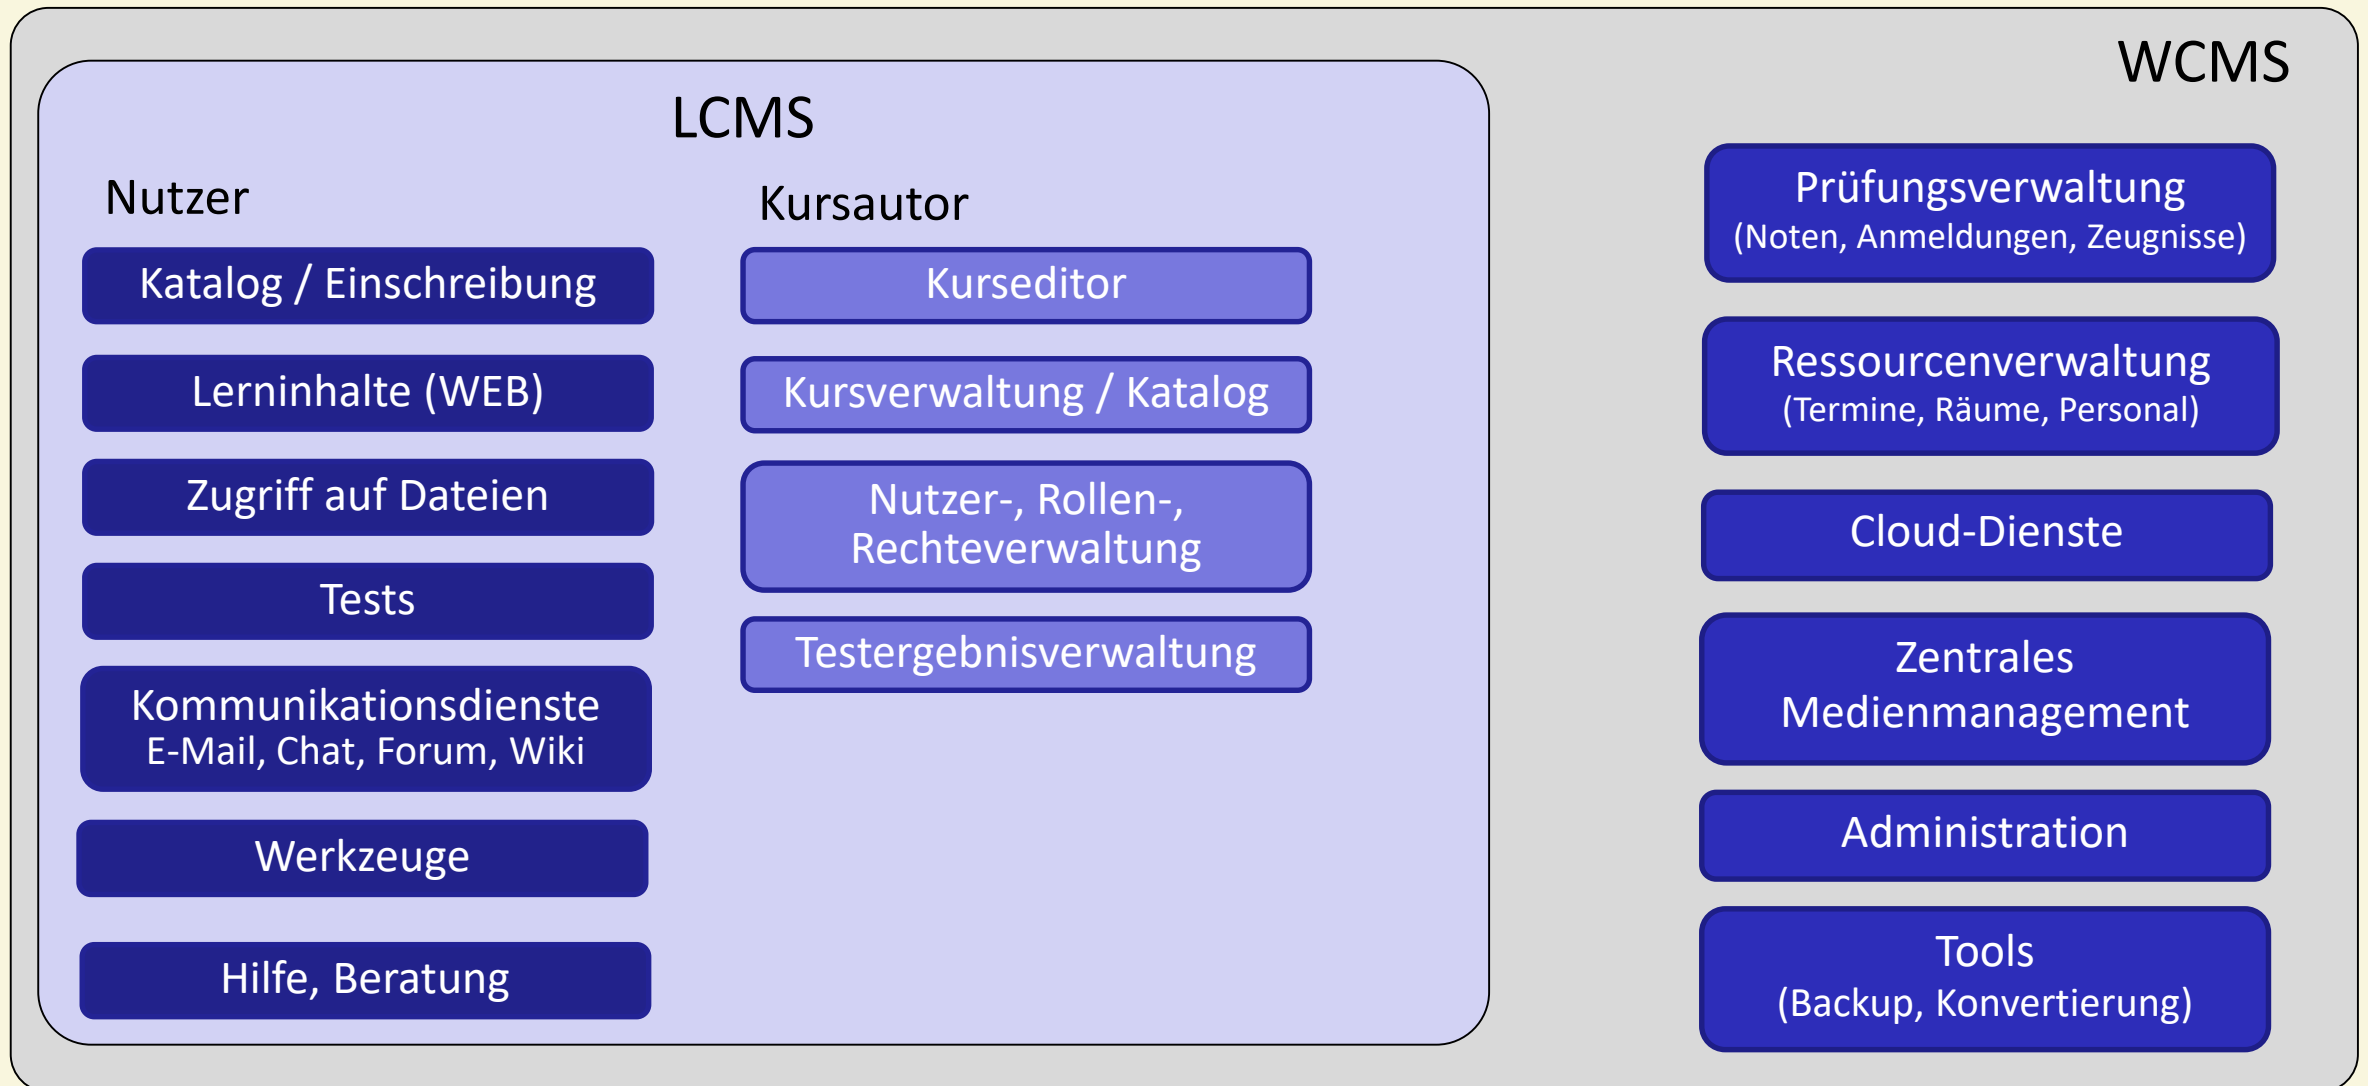 WCMS
LCMS
Nutzer
Katalog / Einschreibung
Lerninhalte (WEB)
Zugriff auf Dateien
Tests
Kommunikationsdienste
E-Mail, Chat, Forum, Wiki
Werkzeuge
Hilfe, Beratung
Kursautor
Kurseditor
Kursverwaltung / Katalog
Nutzer-, Rollen-,
Rechteverwaltung
Testergebnisverwaltung
Prüfungsverwaltung
(Noten, Anmeldungen, Zeugnisse)
Ressourcenverwaltung
(Termine, Räume, Personal)
Cloud-Dienste
Zentrales
Medienmanagement
Administration
Tools
(Backup, Konvertierung)